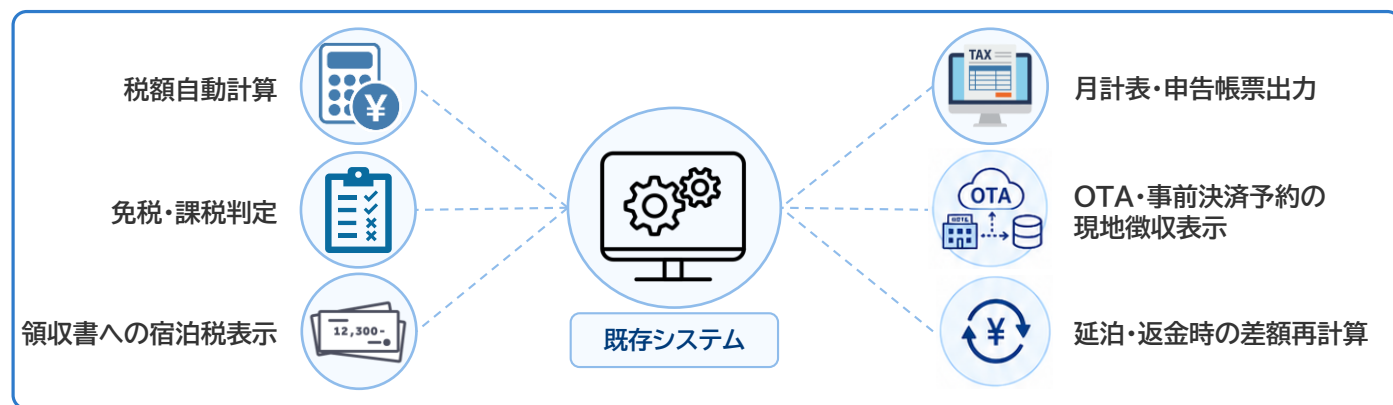 税額自動計算
免税・課税判定
領収書への宿泊税表示
12,300-
既存システム
TAX
月計表・申告帳票出力
OTA
HOTEL
OTA・事前決済予約の
現地徴収表示
延泊・返金時の差額再計算